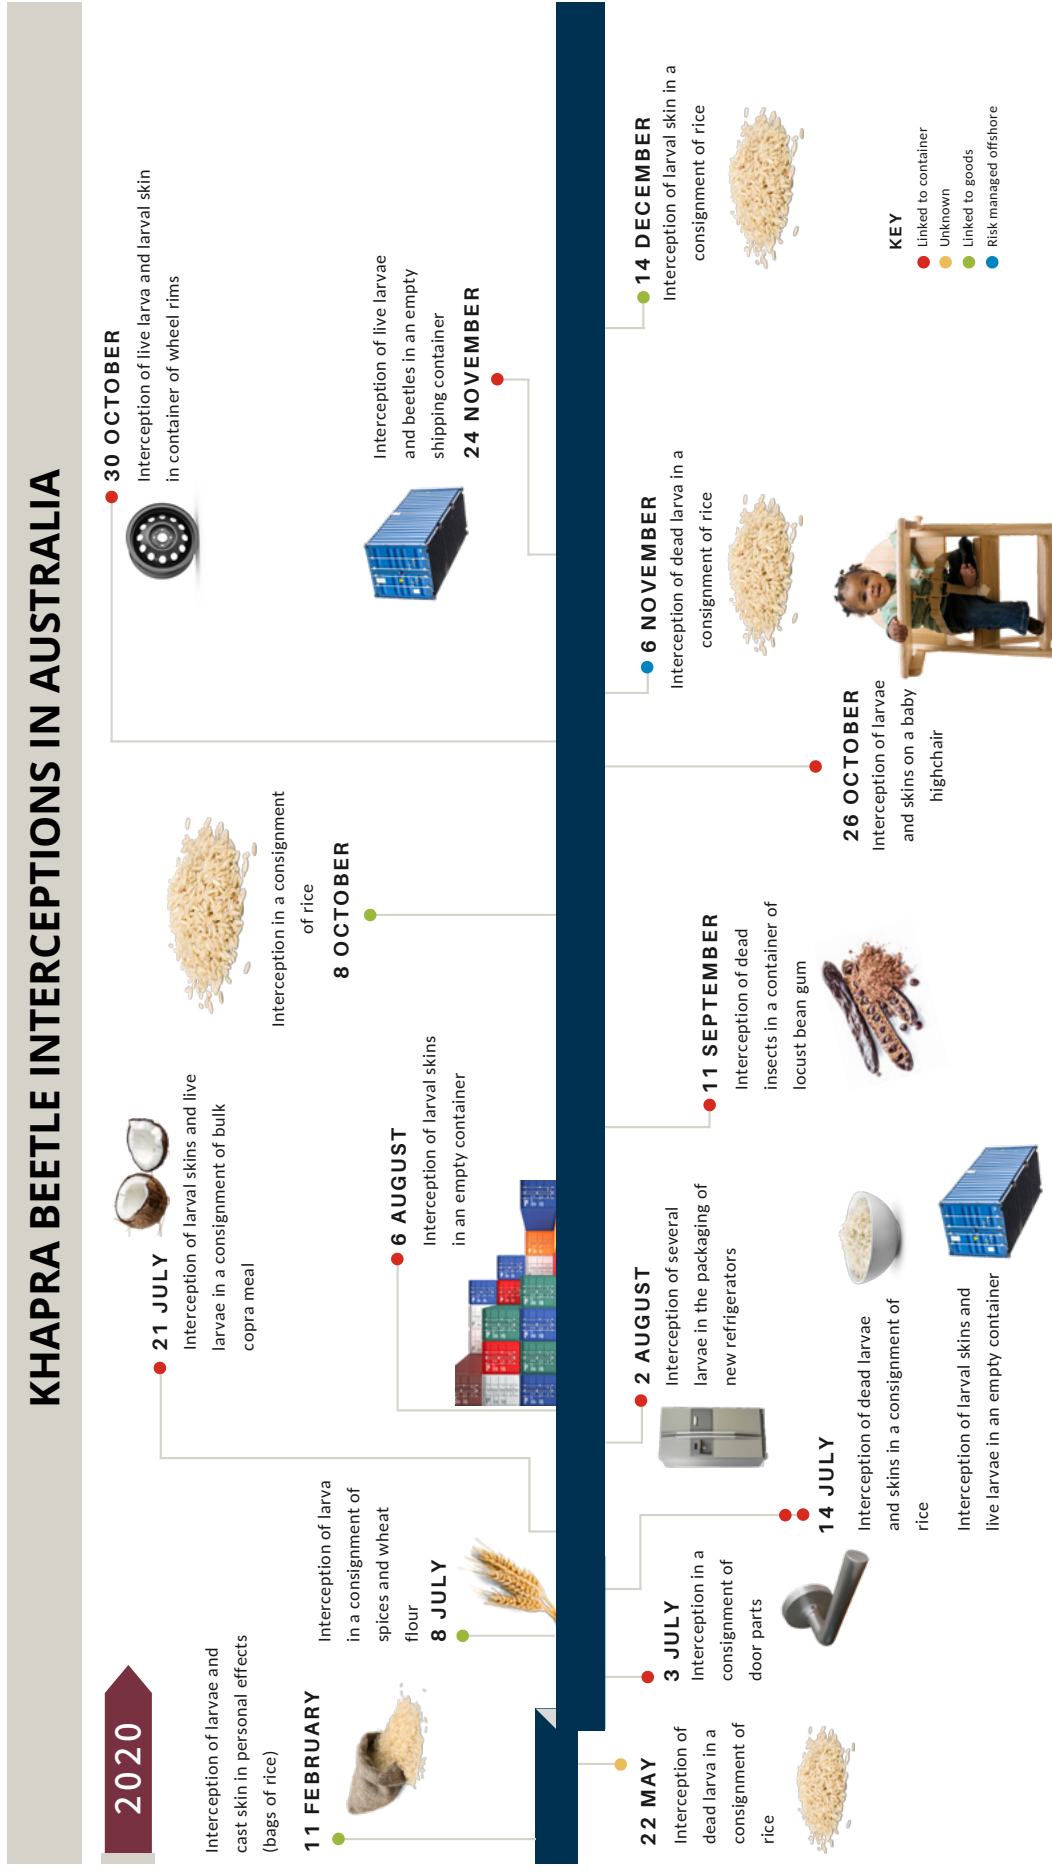 KHAPRA BEETLE INTERCEPTIONS IN AUSTRALIA
2020
Interception of larvae and
cast skin in personal effects
(bags of rice)
11 FEBRUARY
22 MAY
Interception of
dead larva in a
consignment of
rice
3 JULY
Interception in a
consignment of
door parts
Interception of larva
in a consignment of
spices and wheat
flour
8 JULY
14 JULY
Interception of dead larvae
and skins in a consignment of
rice
Interception of larval skins and
live larvae in an empty container
21 JULY
Interception of larval skins and live
larvae in a consignment of bulk
copra meal
2 AUGUST
Interception of several
larvae in the packaging of
new refrigerators
6 AUGUST
Interception of larval skins
in an empty container
11 SEPTEMBER
Interception of dead
insects in a container of
locust bean gum
Interception in a consignment
of rice
8 OCTOBER
26 OCTOBER
Interception of larvae
and skins on a baby
highchair
30 OCTOBER
Interception of live larva and larval skin
in container of wheel rims
6 NOVEMBER
Interception of dead larva in a
consignment of rice
Interception of live larvae
and beetles in an empty
shipping container
24 NOVEMBER
14 DECEMBER
Interception of larval skin in a
consignment of rice
KEY
Linked to container
Unknown
Linked to goods
Risk managed offshore